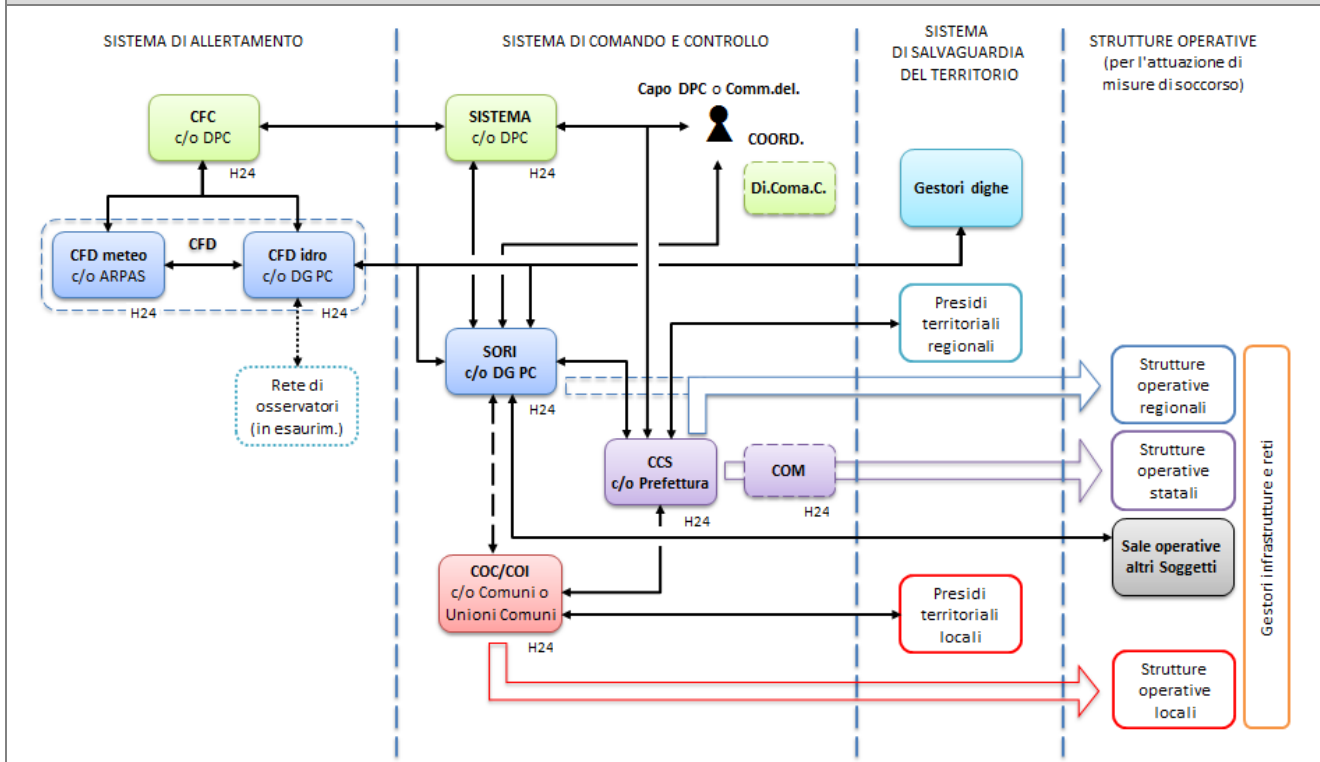 SISTEMA DI ALLERTAMENTO
SISTEMA DI COMANDO E CONTROLLO
SISTEMA
DI SALVAGUARDIA
DEL TERRITORIO
STRUTTURE OPERATIVE
(per l'attuazione di
misure di soccorso)
CFC
c/o DPC
H24
SISTEMA
c/o DPC
H24
Capo DPC o Comm.del.
COORD.
Di.Coma.C.
Gestori dighe
CFD
CFD meteo
c/o ARPAS
H24
CFD idro
c/o DG PC
H24
Rete di
osservatori
(in esaurim.)
SORI
c/o DG PC
H24
Presidi
territoriali
regionali
Strutture
operative
regionali
CCS
c/o Prefettura
H24
COM
H24
Strutture
operative
statali
Sale operative
altri Soggetti
COC/COI
c/o Comuni o
Unioni Comuni
H24
Presidi
territoriali
locali
Strutture
operative
locali
Gestori infrastrutture e reti